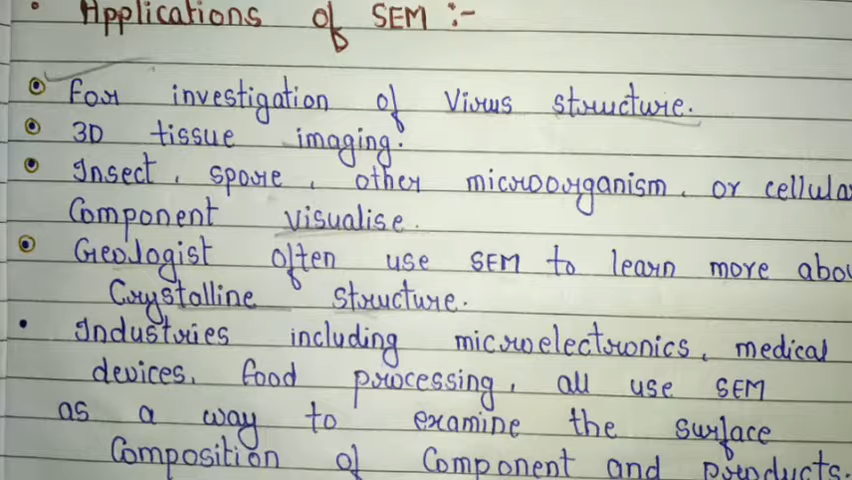 • Applications of SEM :-
For investigation of Virus structure.
3D tissue imaging.
Insect, spore, other microorganism, or cellular
Component visualise.
Geologist often use SEM to learn more abou
Crystalline structure.
• Industries including microelectronics, medical
devices, food processing, all use SEM
as a way to examine the surface
Composition of Component and products.